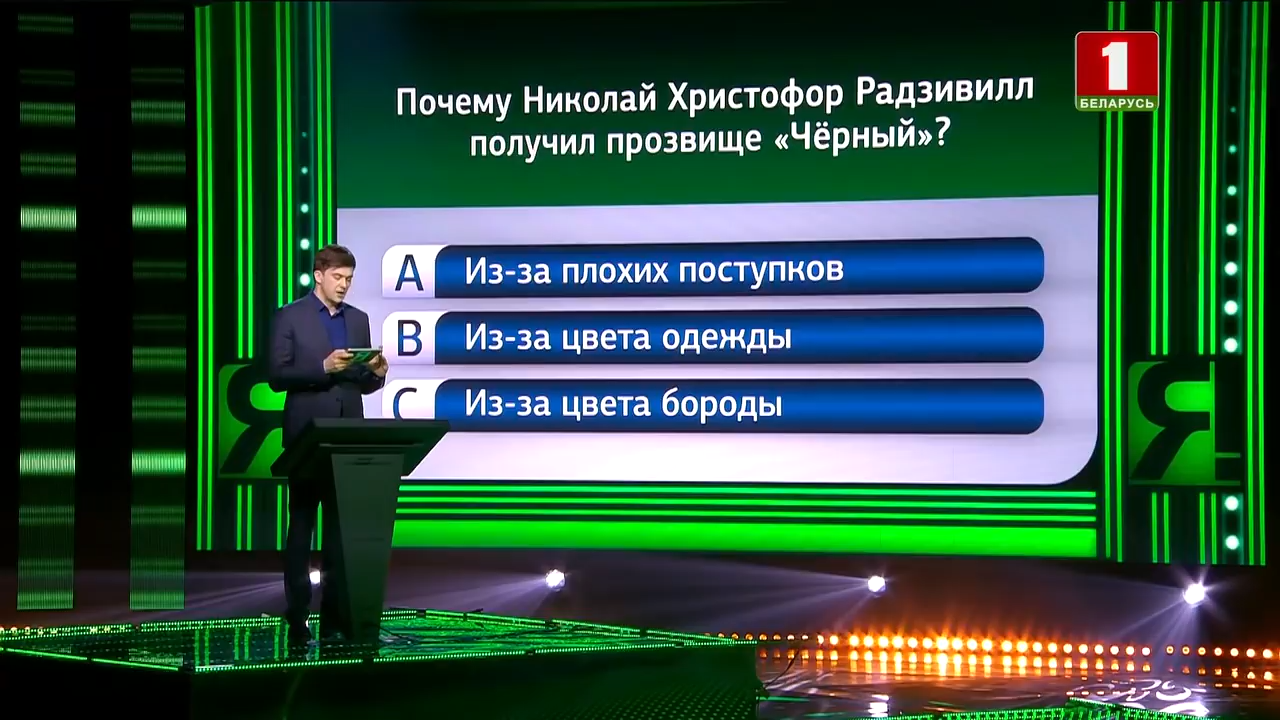 1
БЕЛАРУСЬ
Почему Николай Христофор Радзивилл
получил прозвище «Чёрный»?
A Из-за плохих поступков
B Из-за цвета одежды
C Из-за цвета бороды
Я
Я!